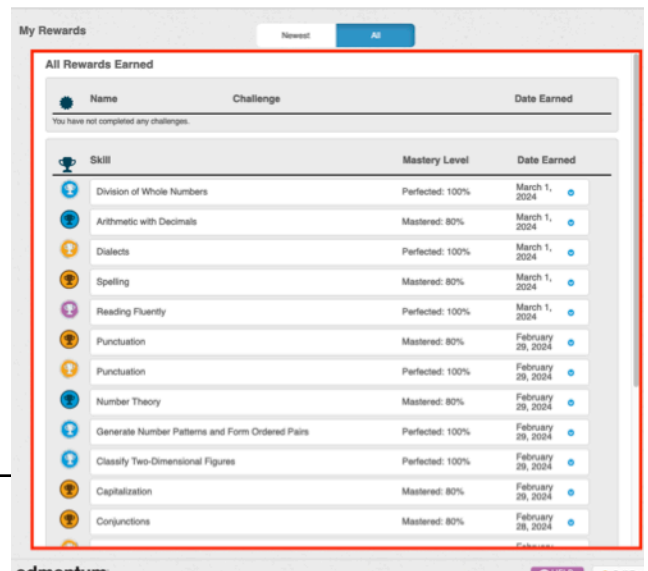 My Rewards
Newest All
All Rewards Earned
Name Challenge Date Earned
You have not completed any challenges.
Skill Mastery Level Date Earned
Division of Whole Numbers Perfected: 100% March 1, 2024
Arithmetic with Decimals Mastered: 80% March 1, 2024
Dialects Perfected: 100% March 1, 2024
Spelling Mastered: 80% March 1, 2024
Reading Fluently Perfected: 100% March 1, 2024
Punctuation Mastered: 80% February 29, 2024
Punctuation Perfected: 100% February 29, 2024
Number Theory Mastered: 80% February 29, 2024
Generate Number Patterns and Form Ordered Pairs Perfected: 100% February 29, 2024
Classify Two-Dimensional Figures Perfected: 100% February 29, 2024
Capitalization Mastered: 80% February 29, 2024
Conjunctions Mastered: 80% February 28, 2024
February
edmentum